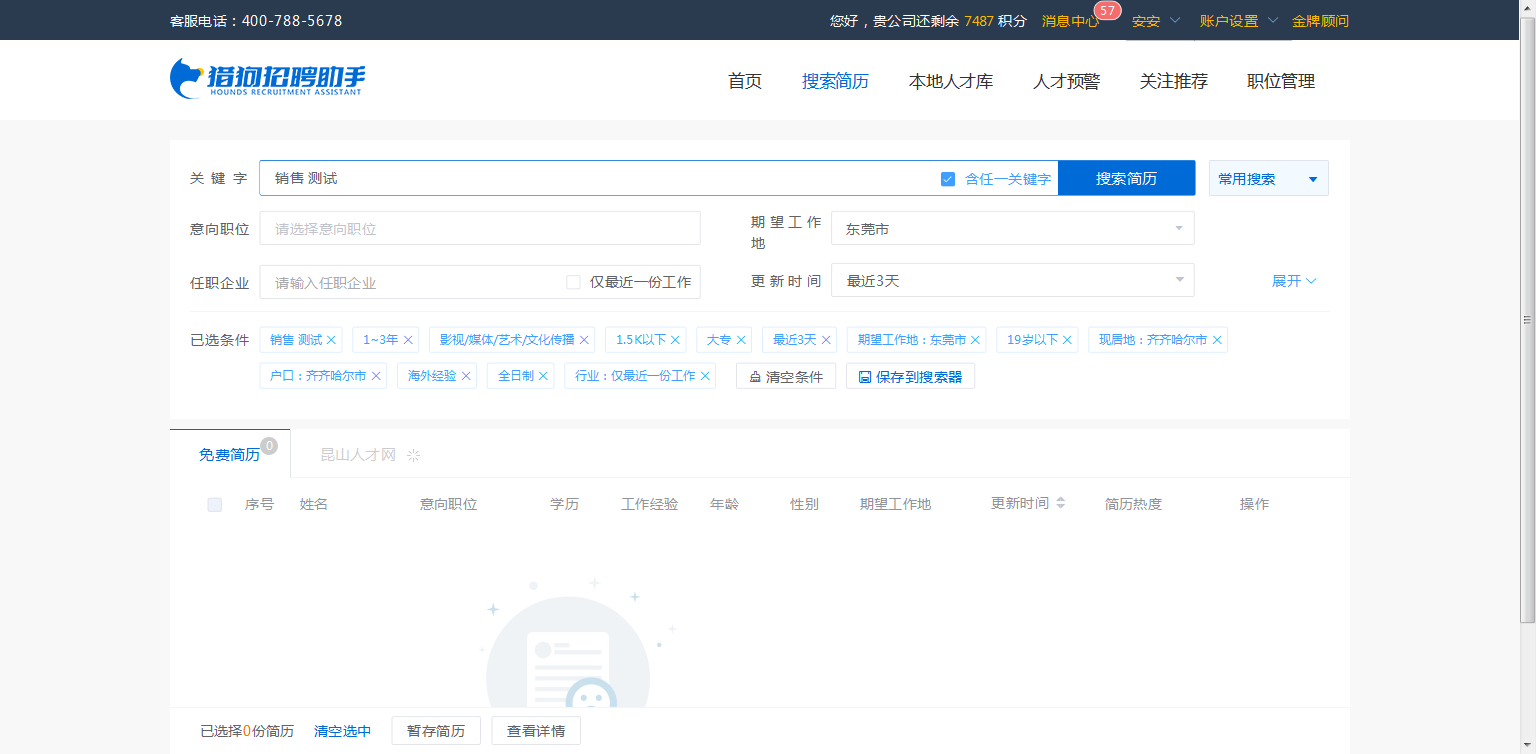 客服电话：400-788-5678
您好，贵公司还剩余 7487 积分 消息中心 57 安安 账户设置 金牌顾问
猎狗招聘助手
HOUNDS RECRUITMENT ASSISTANT
首页 搜索简历 本地人才库 人才预警 关注推荐 职位管理
关 键 字 销售 测试 含任一关键字 搜索简历 常用搜索
意向职位 请选择意向职位 期望工作地 东莞市
任职企业 请输入任职企业 仅最近一份工作 更新时间 最近3天 展开
已选条件 销售 测试 1~3年 影视/媒体/艺术/文化传播 1.5K以下 大专 最近3天 期望工作地：东莞市 19岁以下 现居地：齐齐哈尔市
户口：齐齐哈尔市 海外经验 全日制 行业：仅最近一份工作 清空条件 保存到搜索器
免费简历 0 昆山人才网
序号 姓名 意向职位 学历 工作经验 年龄 性别 期望工作地 更新时间 简历热度 操作
已选择0份简历 清空选中 暂存简历 查看详情